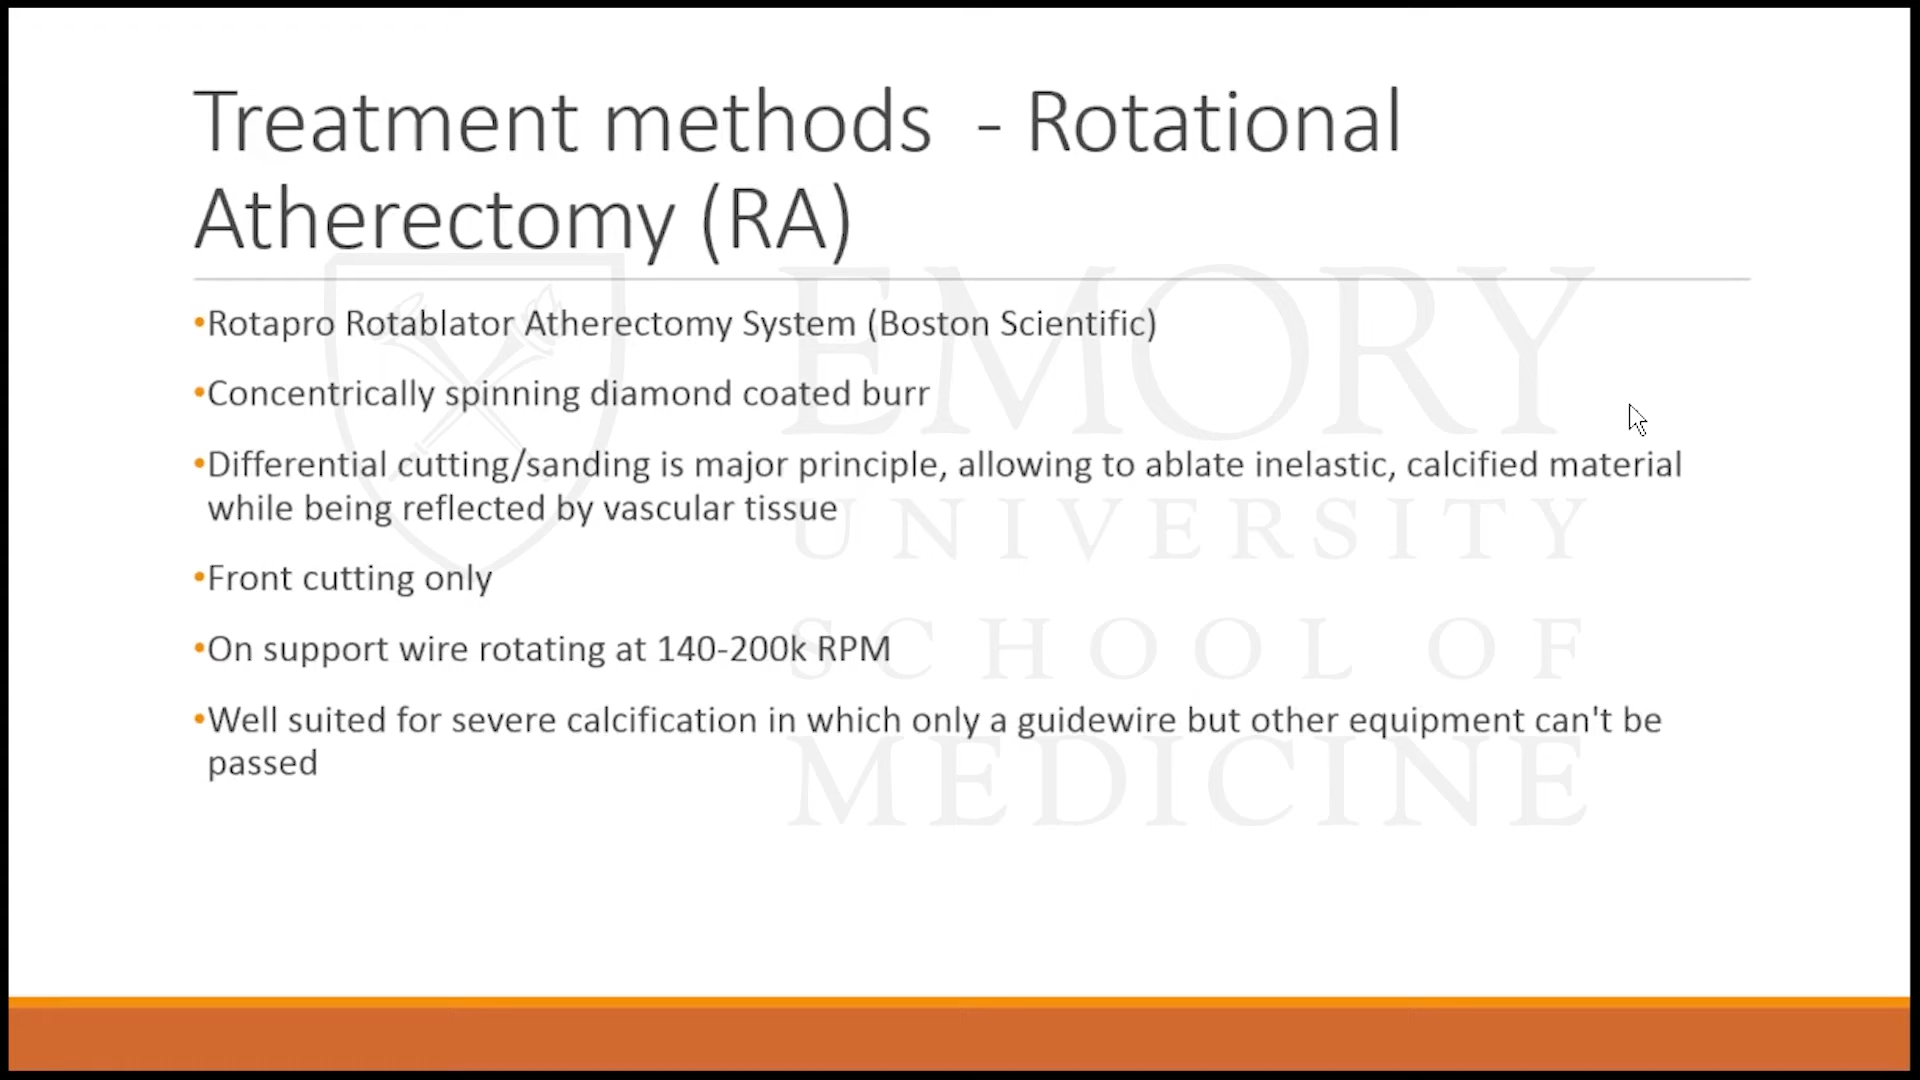 Treatment methods  - Rotational
Atherectomy (RA)
•Rotapro Rotablator Atherectomy System (Boston Scientific)
•Concentrically spinning diamond coated burr
•Differential cutting/sanding is major principle, allowing to ablate inelastic, calcified material
while being reflected by vascular tissue
•Front cutting only
•On support wire rotating at 140-200k RPM
•Well suited for severe calcification in which only a guidewire but other equipment can't be
passed
EMORY
UNIVERSITY
SCHOOL OF
MEDICINE